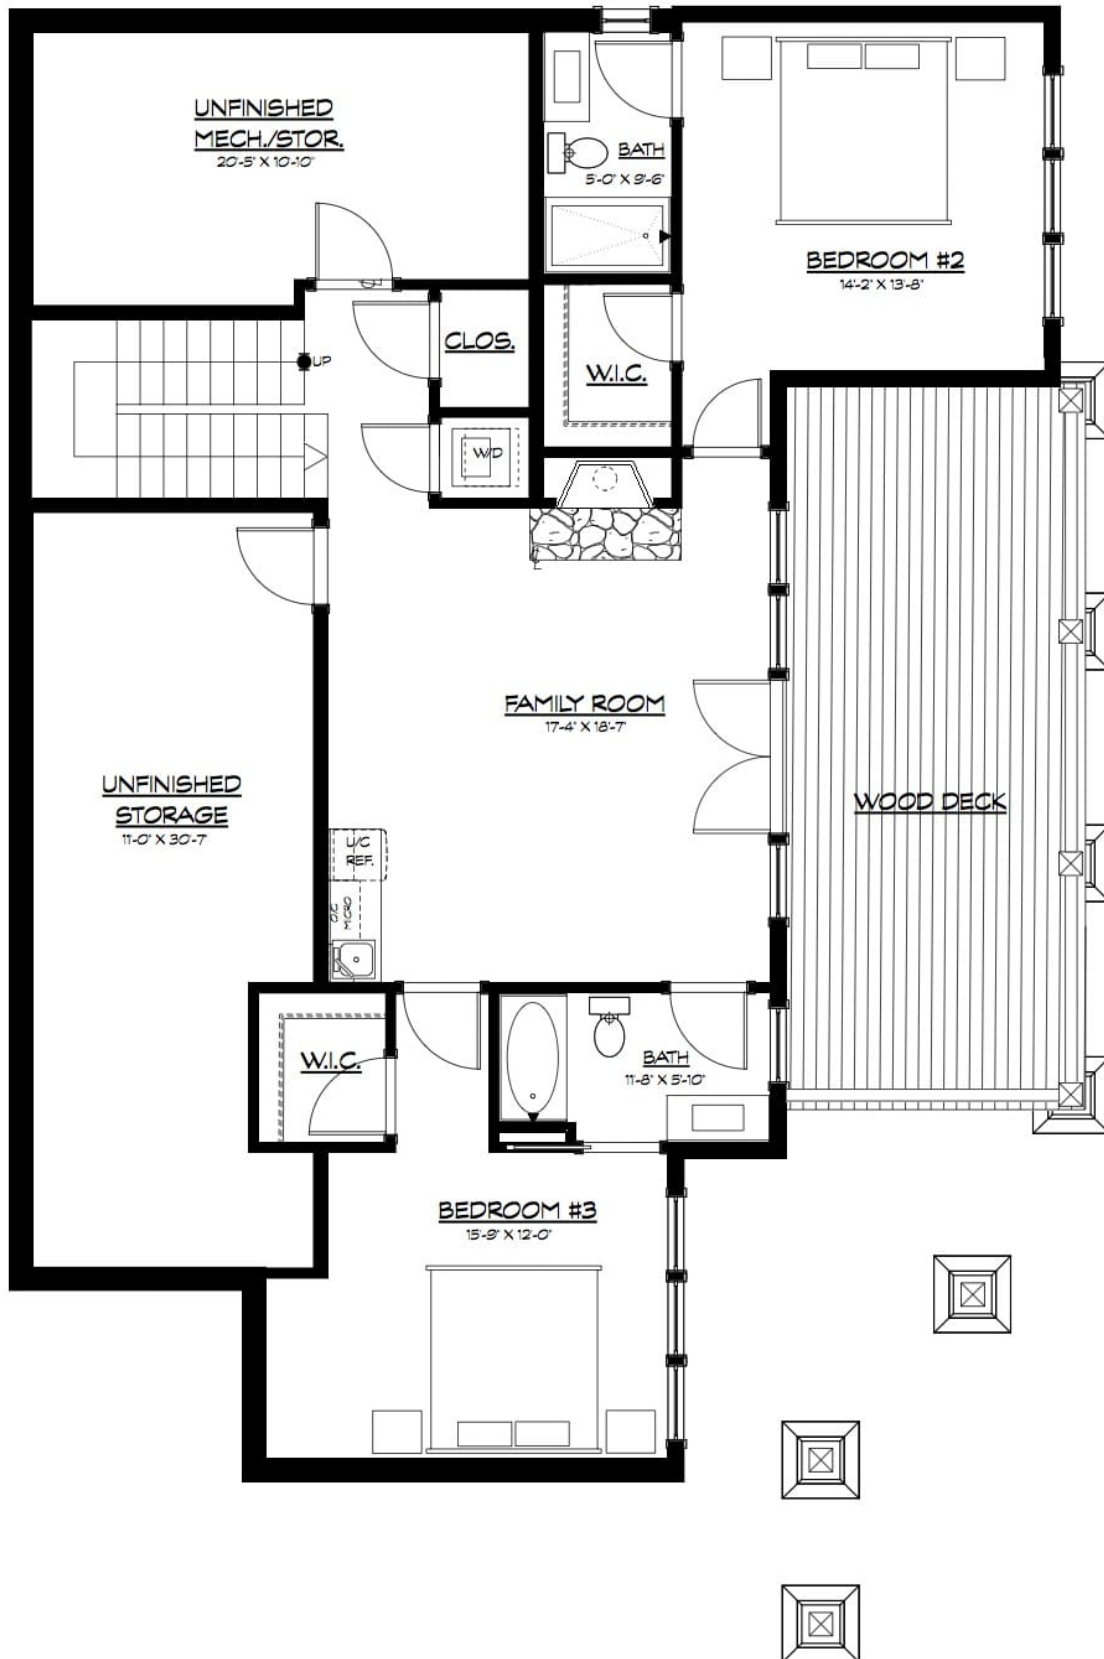 UNFINISHED
MECH./STOR.
20'-5" X 10'-10"
BATH
5'-0" X 9'-6"
BEDROOM #2
14'-2" X 13'-8"
CLOS.
UP
W.I.C.
W/D
FAMILY ROOM
17'-4" X 18'-7"
UNFINISHED
STORAGE
11'-0" X 30'-7"
WOOD DECK
U/C
REF.
MICRO
W.I.C.
BATH
11'-8" X 5'-10"
BEDROOM #3
15'-9" X 12'-0"